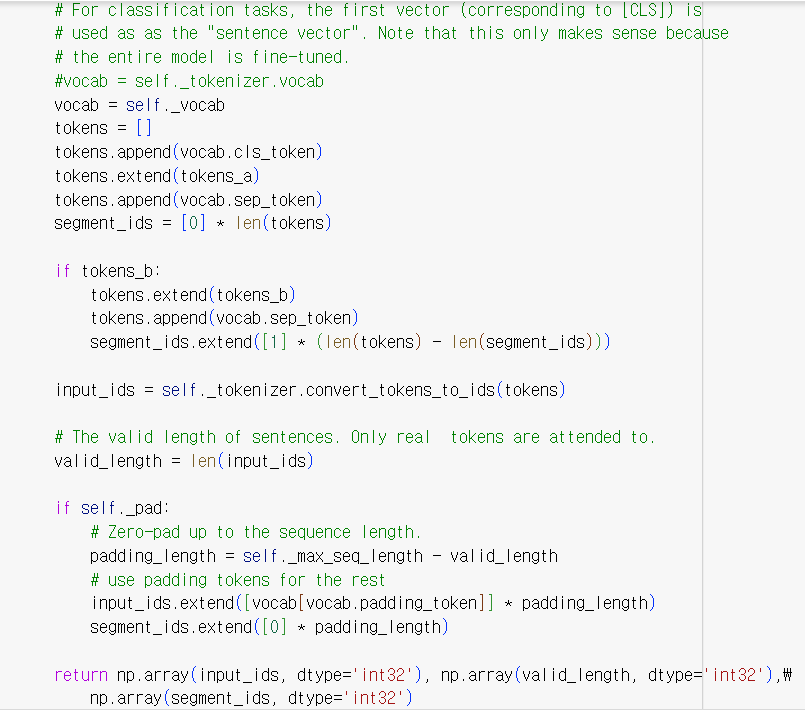 # For classification tasks, the first vector (corresponding to [CLS]) is
# used as as the "sentence vector". Note that this only makes sense because
# the entire model is fine-tuned.
#vocab = self._tokenizer.vocab
vocab = self._vocab
tokens = []
tokens.append(vocab.cls_token)
tokens.extend(tokens_a)
tokens.append(vocab.sep_token)
segment_ids = [0] * len(tokens)

if tokens_b:
    tokens.extend(tokens_b)
    tokens.append(vocab.sep_token)
    segment_ids.extend([1] * (len(tokens) - len(segment_ids)))

input_ids = self._tokenizer.convert_tokens_to_ids(tokens)

# The valid length of sentences. Only real  tokens are attended to.
valid_length = len(input_ids)

if self._pad:
    # Zero-pad up to the sequence length.
    padding_length = self._max_seq_length - valid_length
    # use padding tokens for the rest
    input_ids.extend([vocab[vocab.padding_token]] * padding_length)
    segment_ids.extend([0] * padding_length)

return np.array(input_ids, dtype='int32'), np.array(valid_length, dtype='int32'),₩
    np.array(segment_ids, dtype='int32')